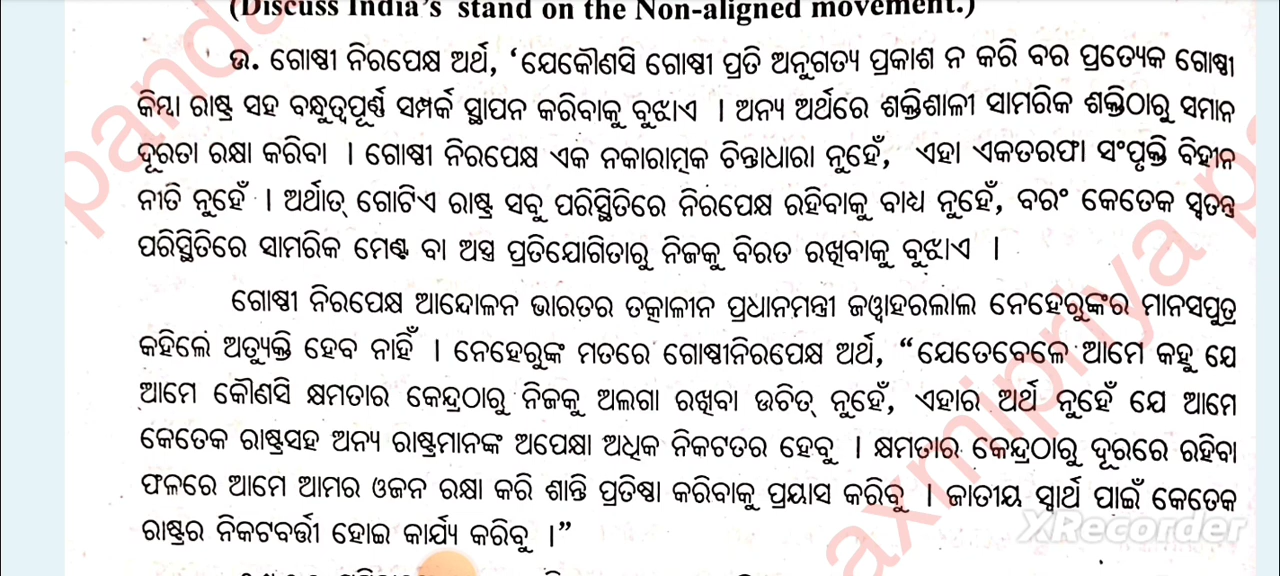 (Discuss India's stand on the Non-aligned movement.)
ଉ. ଗୋଷ୍ଠୀ ନିରପେକ୍ଷ ଅର୍ଥ, ‘ଯେକୌଣସି ଗୋଷ୍ଠୀ ପ୍ରତି ଅନୁଗତ୍ୟ ପ୍ରକାଶ ନ କରି ବର ପ୍ରତ୍ୟେକ ଗୋଷ୍ଠୀ
କିମ୍ବା ରାଷ୍ଟ୍ର ସହ ବନ୍ଧୁତ୍ୱପୂର୍ଣ୍ଣ ସମ୍ପର୍କ ସ୍ଥାପନ କରିବାକୁ ବୁଝାଏ । ଅନ୍ୟ ଅର୍ଥରେ ଶକ୍ତିଶାଳୀ ସାମରିକ ଶକ୍ତିଠାରୁ ସମାନ
ଦୂରତା ରକ୍ଷା କରିବା । ଗୋଷ୍ଠୀ ନିରପେକ୍ଷ ଏକ ନକାରାତ୍ମକ ଚିନ୍ତାଧାରା ନୁହେଁ, ଏହା ଏକତରଫା ସଂପୃକ୍ତି ବିହୀନ
ନୀତି ନୁହେଁ । ଅର୍ଥାତ୍ ଗୋଟିଏ ରାଷ୍ଟ୍ର ସବୁ ପରିସ୍ଥିତିରେ ନିରପେକ୍ଷ ରହିବାକୁ ବାଧ୍ୟ ନୁହେଁ, ବରଂ କେତେକ ସ୍ୱତନ୍ତ୍ର
ପରିସ୍ଥିତିରେ ସାମରିକ ମେଣ୍ଟ ବା ଅସ୍ତ୍ର ପ୍ରତିଯୋଗିତାରୁ ନିଜକୁ ବିରତ ରଖିବାକୁ ବୁଝାଏ ।
ଗୋଷ୍ଠୀ ନିରପେକ୍ଷ ଆନ୍ଦୋଳନ ଭାରତର ତତ୍କାଳୀନ ପ୍ରଧାନମନ୍ତ୍ରୀ ଜୱାହରଲାଲ ନେହେରୁଙ୍କର ମାନସପୁତ୍ର
କହିଲେ ଅତ୍ୟୁକ୍ତି ହେବ ନାହିଁ । ନେହେରୁଙ୍କ ମତରେ ଗୋଷ୍ଠୀନିରପେକ୍ଷ ଅର୍ଥ, “ଯେତେବେଳେ ଆମେ କହୁ ଯେ
ଆମେ କୌଣସି କ୍ଷମତାର କେନ୍ଦ୍ରଠାରୁ ନିଜକୁ ଅଲଗା ରଖିବା ଉଚିତ୍ ନୁହେଁ, ଏହାର ଅର୍ଥ ନୁହେଁ ଯେ ଆମେ
କେତେକ ରାଷ୍ଟ୍ରସହ ଅନ୍ୟ ରାଷ୍ଟ୍ରମାନଙ୍କ ଅପେକ୍ଷା ଅଧିକ ନିକଟତର ହେବୁ । କ୍ଷମତାର କେନ୍ଦ୍ରଠାରୁ ଦୂରରେ ରହିବା
ଫଳରେ ଆମେ ଆମର ଓଜନ ରକ୍ଷା କରି ଶାନ୍ତି ପ୍ରତିଷ୍ଠା କରିବାକୁ ପ୍ରୟାସ କରିବୁ । ଜାତୀୟ ସ୍ୱାର୍ଥ ପାଇଁ କେତେକ
ରାଷ୍ଟ୍ରର ନିକଟବର୍ତ୍ତୀ ହୋଇ କାର୍ଯ୍ୟ କରିବୁ ।”
XRecorder
panda
axmipriya pa